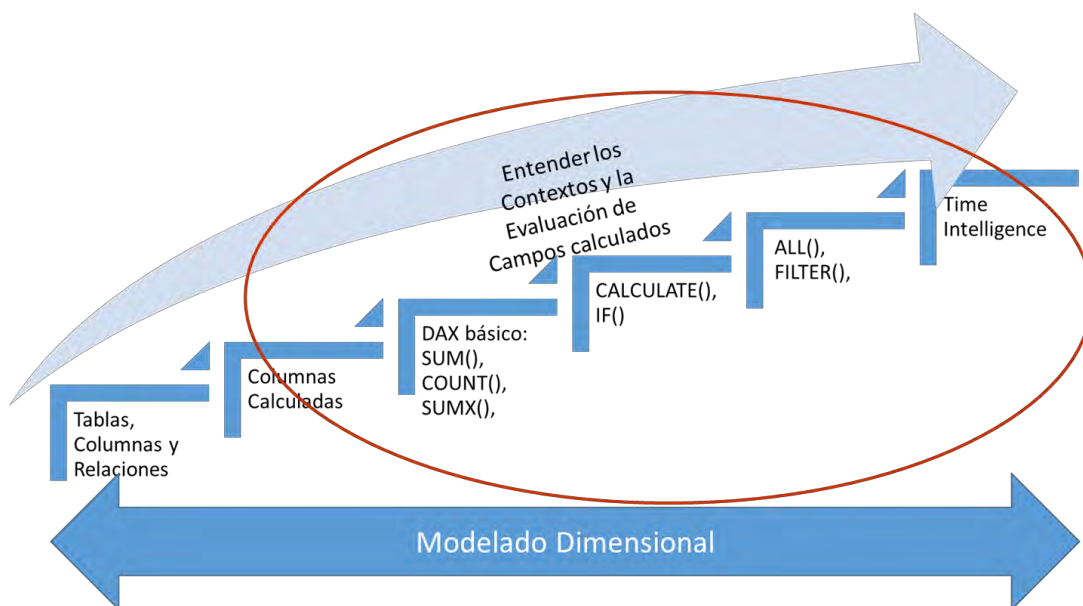 Entender los
Contextos y la
Evaluación de
Campos calculados
Tablas,
Columnas y
Relaciones
Columnas
Calculadas
DAX básico:
SUM(),
COUNT(),
SUMX(),
CALCULATE(),
IF()
ALL(),
FILTER(),
Time
Intelligence
Modelado Dimensional